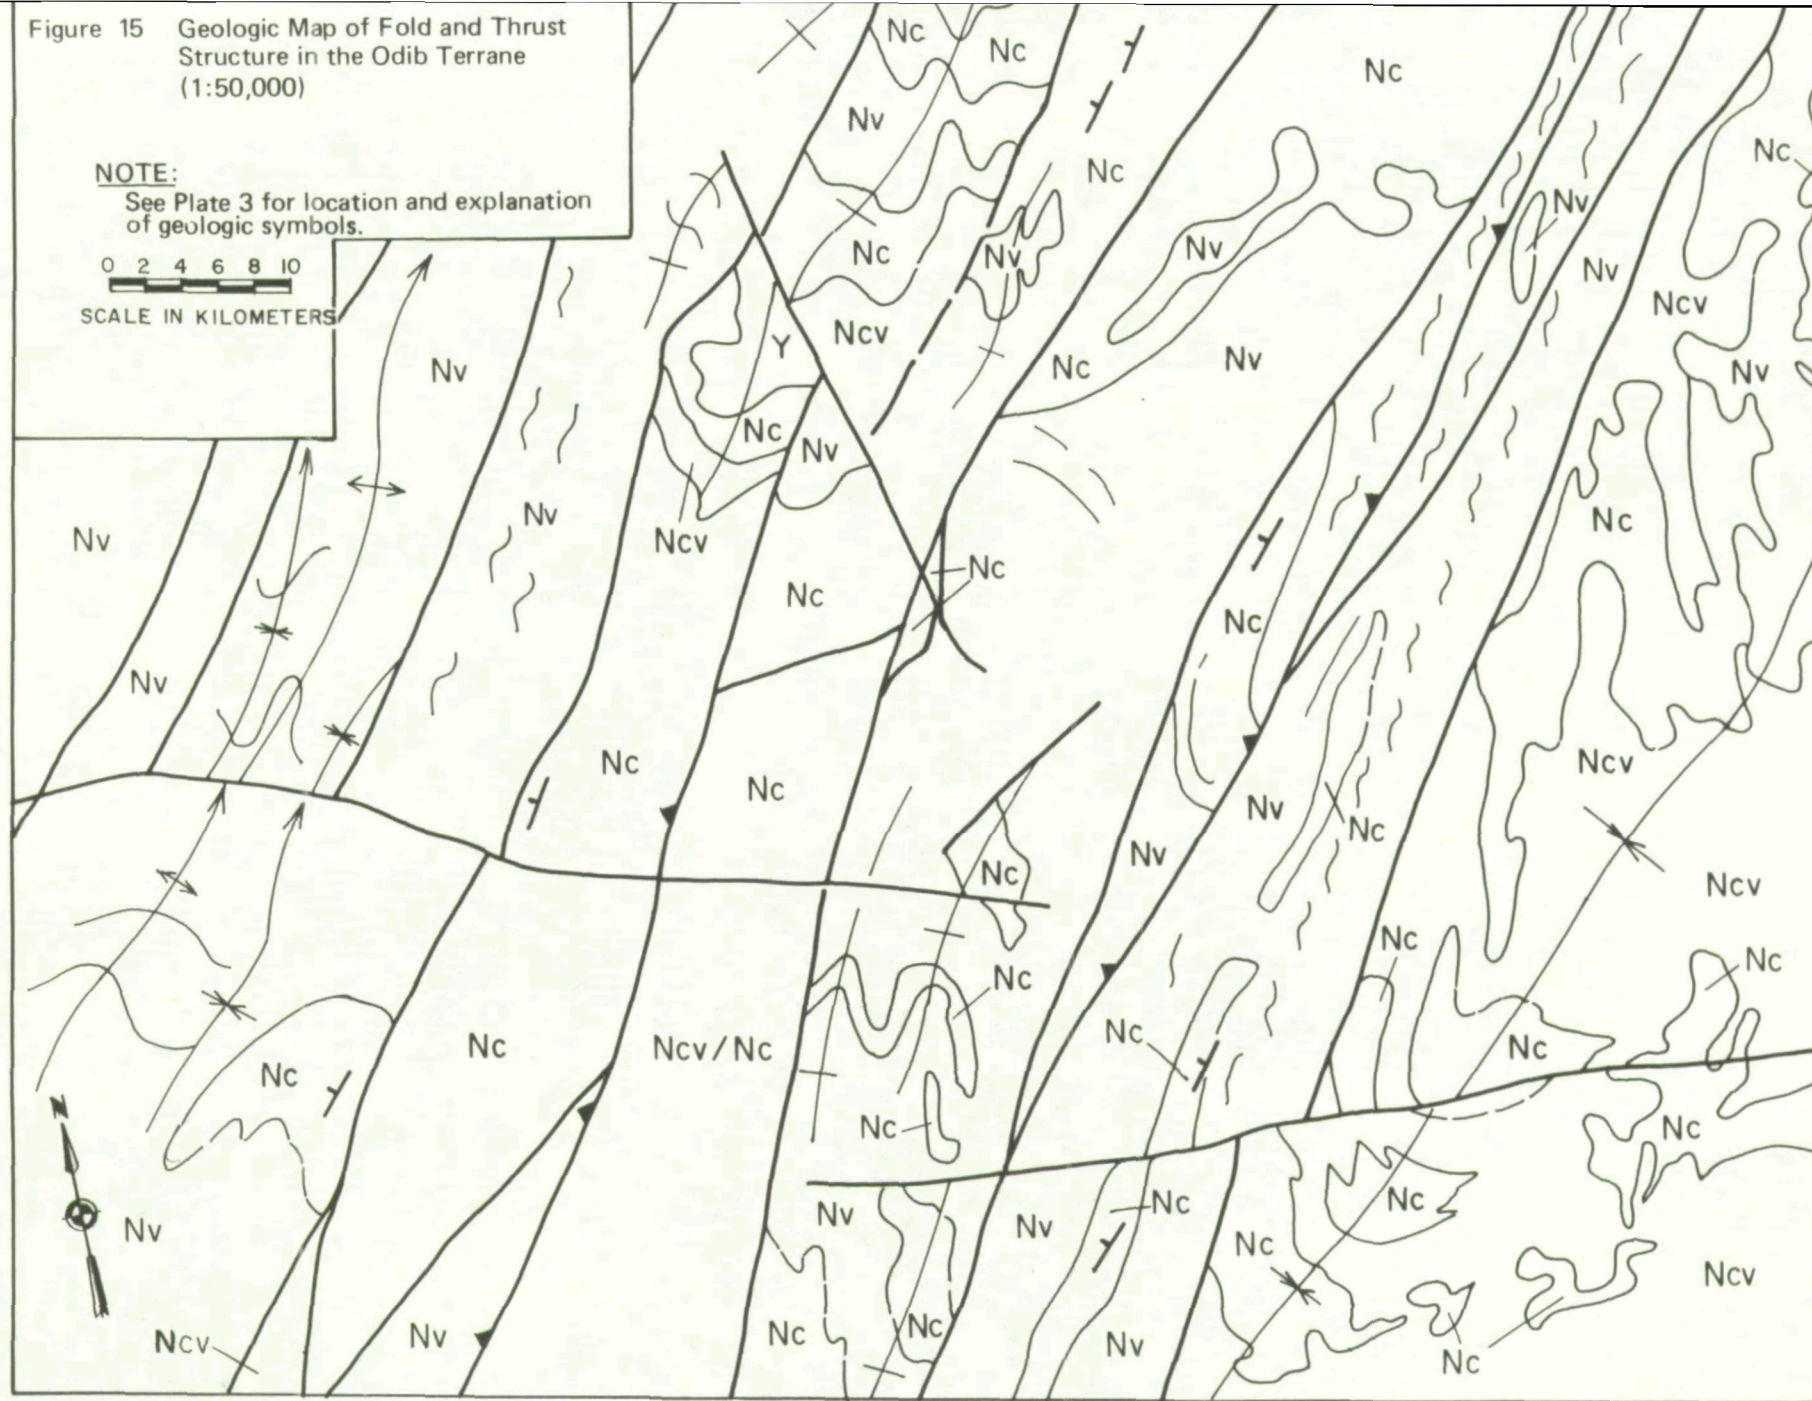 Figure 15 Geologic Map of Fold and Thrust
Structure in the Odib Terrane
(1:50,000)
NOTE:
See Plate 3 for location and explanation
of geologic symbols.
0 2 4 6 8 10
SCALE IN KILOMETERS
Nc
Nc
Nc
Nv
Nc
Nc
Nv
Nc
Nv
Nv
Nv
Ncv
Ncv
Y
Nc
Nv
Nv
Nv
Nc
Nv
Nv
Nc
Nv
Ncv
Nc
Nc
Nc
Nv
Nc
Nc
Ncv
Nv
Nc
Nv
Nc
Ncv
Nc
Nc
Nc
Nc
Nc
Ncv/Nc
Nc
Nc
Nc
Nc
Nc
Nv
Nv
Nv
Nc
Nc
Nc
Ncv
Ncv
Nv
Nc
Nc
Nv
Nc
N